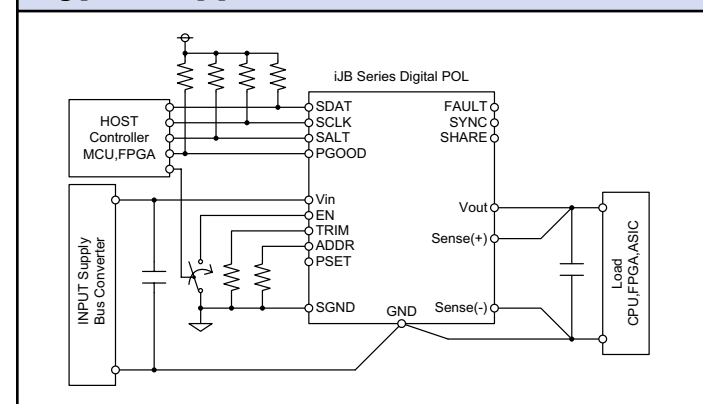 iJB Series Digital POL
HOST
Controller
MCU,FPGA
SDAT
SCLK
SALT
PGOOD
FAULT
SYNC
SHARE
INPUT Supply
Bus Converter
Vin
EN
TRIM
ADDR
PSET
SGND
GND
Vout
Sense(+)
Sense(-)
Load
CPU,FPGA,ASIC